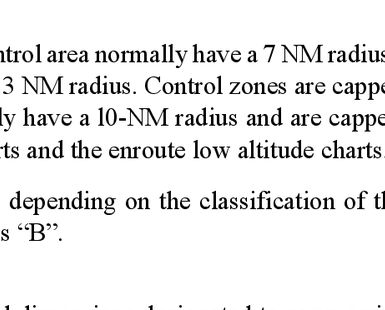 ntrol area normally have a 7 NM radius
3 NM radius. Control zones are cappe
ly have a 10-NM radius and are cappe
rts and the enroute low altitude charts.
depending on the classification of th
s “B”.